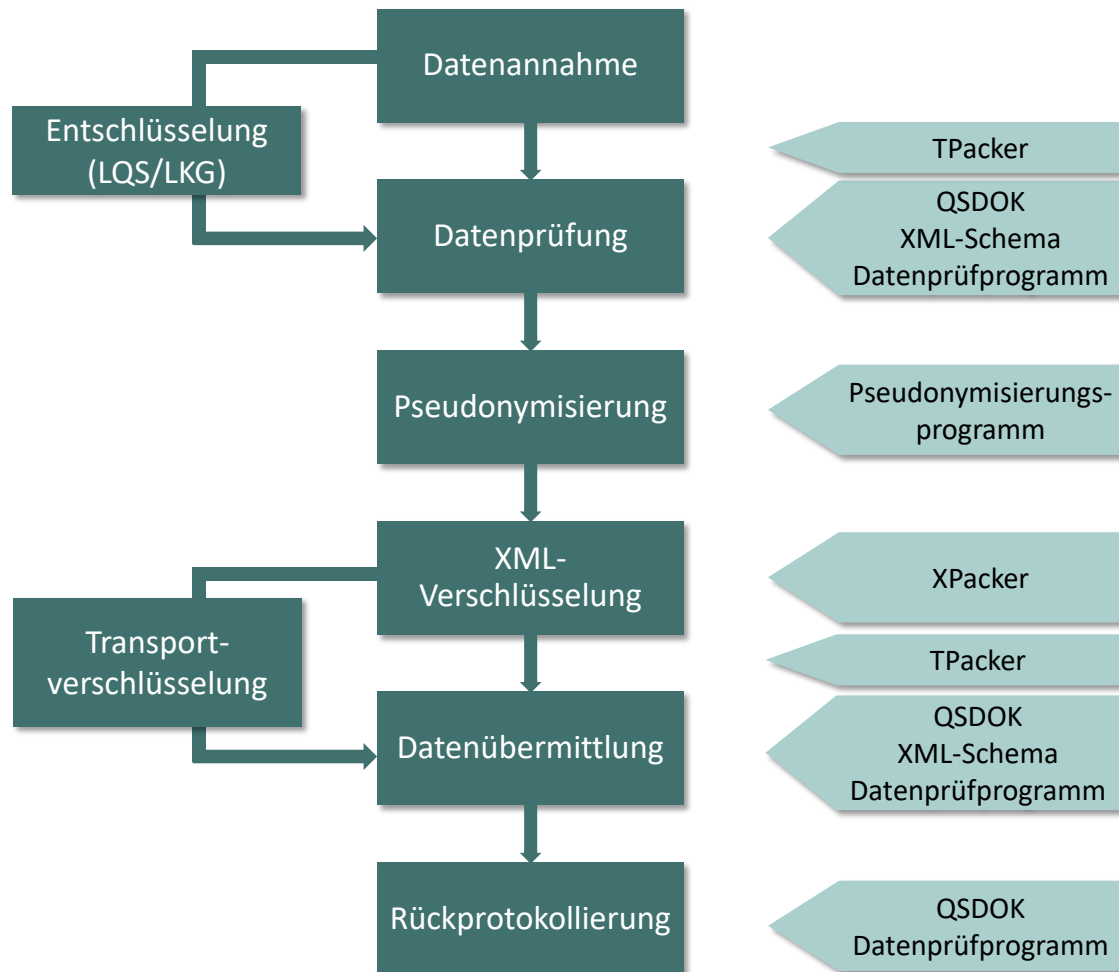 Datenannahme
Entschlüsselung
(LQS/LKG)
TPacker
Datenprüfung
QSDOK
XML-Schema
Datenprüfprogramm
Pseudonymisierung
Pseudonymisierungs-
programm
XML-
Verschlüsselung
XPacker
Transport-
verschlüsselung
TPacker
Datenübermittlung
QSDOK
XML-Schema
Datenprüfprogramm
Rückprotokollierung
QSDOK
Datenprüfprogramm